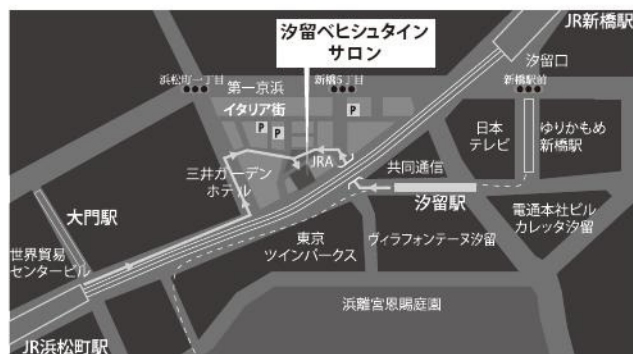 JR新橋駅
汐留ベヒシュタイン
サロン
汐留口
浜松町一丁目
第一京浜
新橋5丁目
新橋駅前
イタリア街
P
P
P
日本
テレビ
ゆりかもめ
新橋駅
三井ガーデン
ホテル
JRA
共同通信
汐留駅
大門駅
電通本社ビル
カレッタ汐留
世界貿易
センタービル
東京
ツインパークス
ヴィラフォンテーヌ汐留
浜離宮恩賜庭園
JR浜松町駅